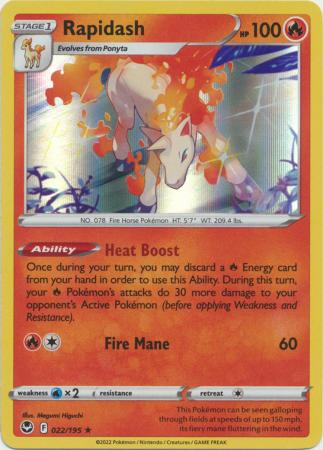 STAGE 1
Rapidash
HP 100
Evolves from Ponyta
NO. 078 Fire Horse Pokémon HT: 5'7" WT: 209.4 lbs.
Ability Heat Boost
Once during your turn, you may discard a Energy card
from your hand in order to use this Ability. During this turn,
your Pokémon's attacks do 30 more damage to your
opponent's Active Pokémon (before applying Weakness and
Resistance).
Fire Mane 60
weakness ×2 resistance retreat
Illus. Megumi Higuchi
F 022/195 ★
This Pokémon can be seen galloping through
fields at speeds of up to 150 mph,
its fiery mane fluttering in the wind.
©2022 Pokémon / Nintendo / Creatures / GAME FREAK